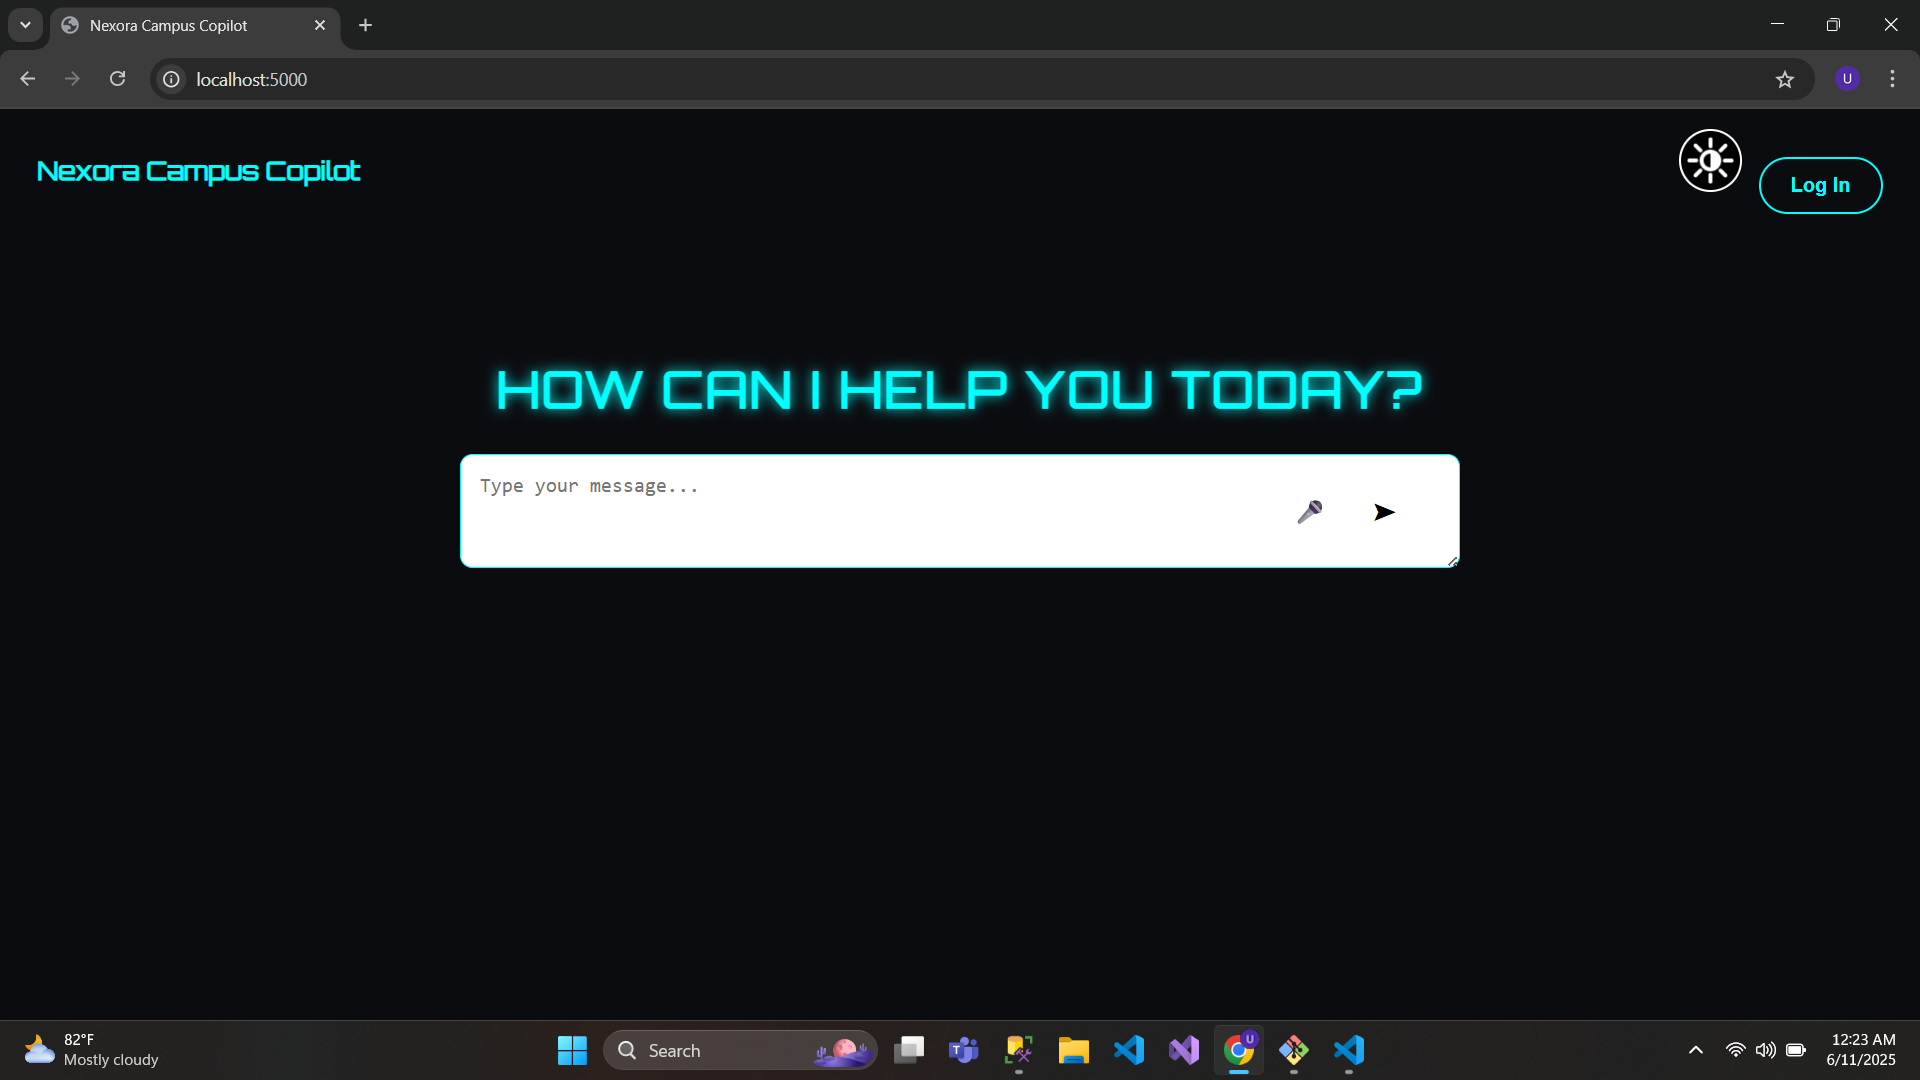 Nexora Campus Copilot
localhost:5000
U
Nexora Campus Copilot
Log In
HOW CAN I HELP YOU TODAY?
Type your message...
82°F
Mostly cloudy
Search
T
U
12:23 AM
6/11/2025